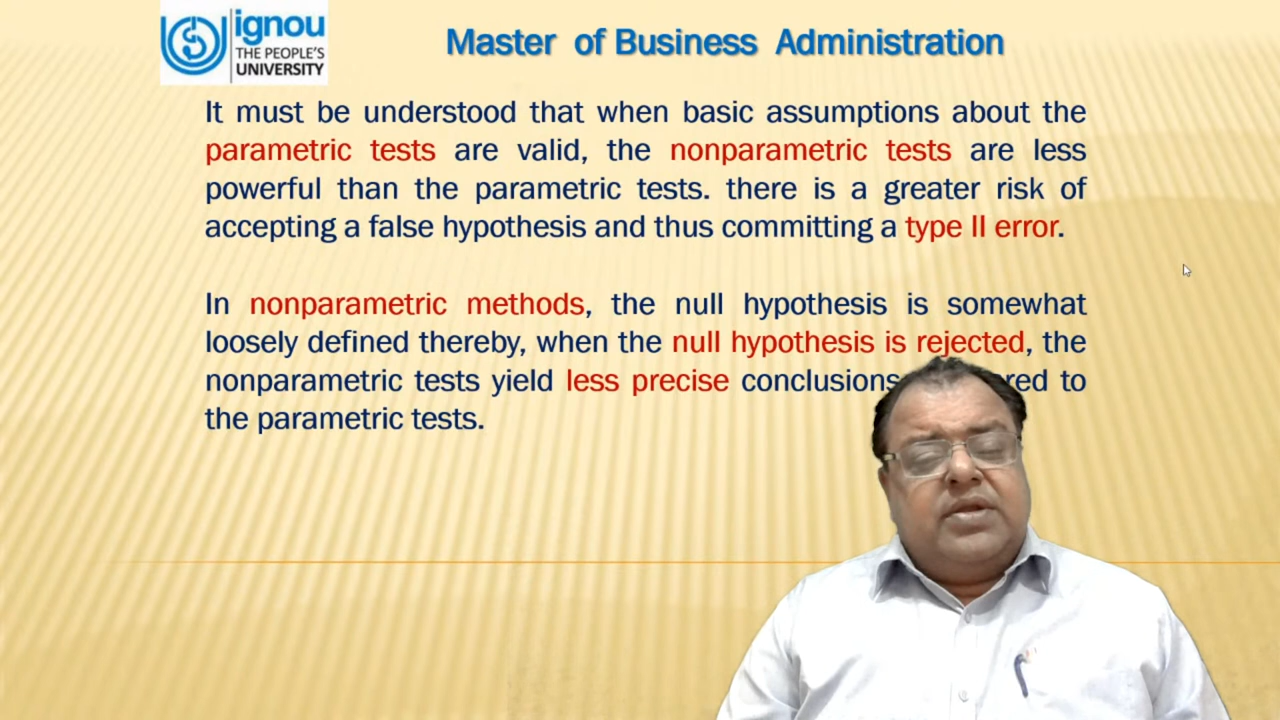 ignou
THE PEOPLE'S
UNIVERSITY
Master of Business Administration
It must be understood that when basic assumptions about the
parametric tests are valid, the nonparametric tests are less
powerful than the parametric tests. there is a greater risk of
accepting a false hypothesis and thus committing a type II error.
In nonparametric methods, the null hypothesis is somewhat
loosely defined thereby, when the null hypothesis is rejected, the
nonparametric tests yield less precise conclusions to
the parametric tests.